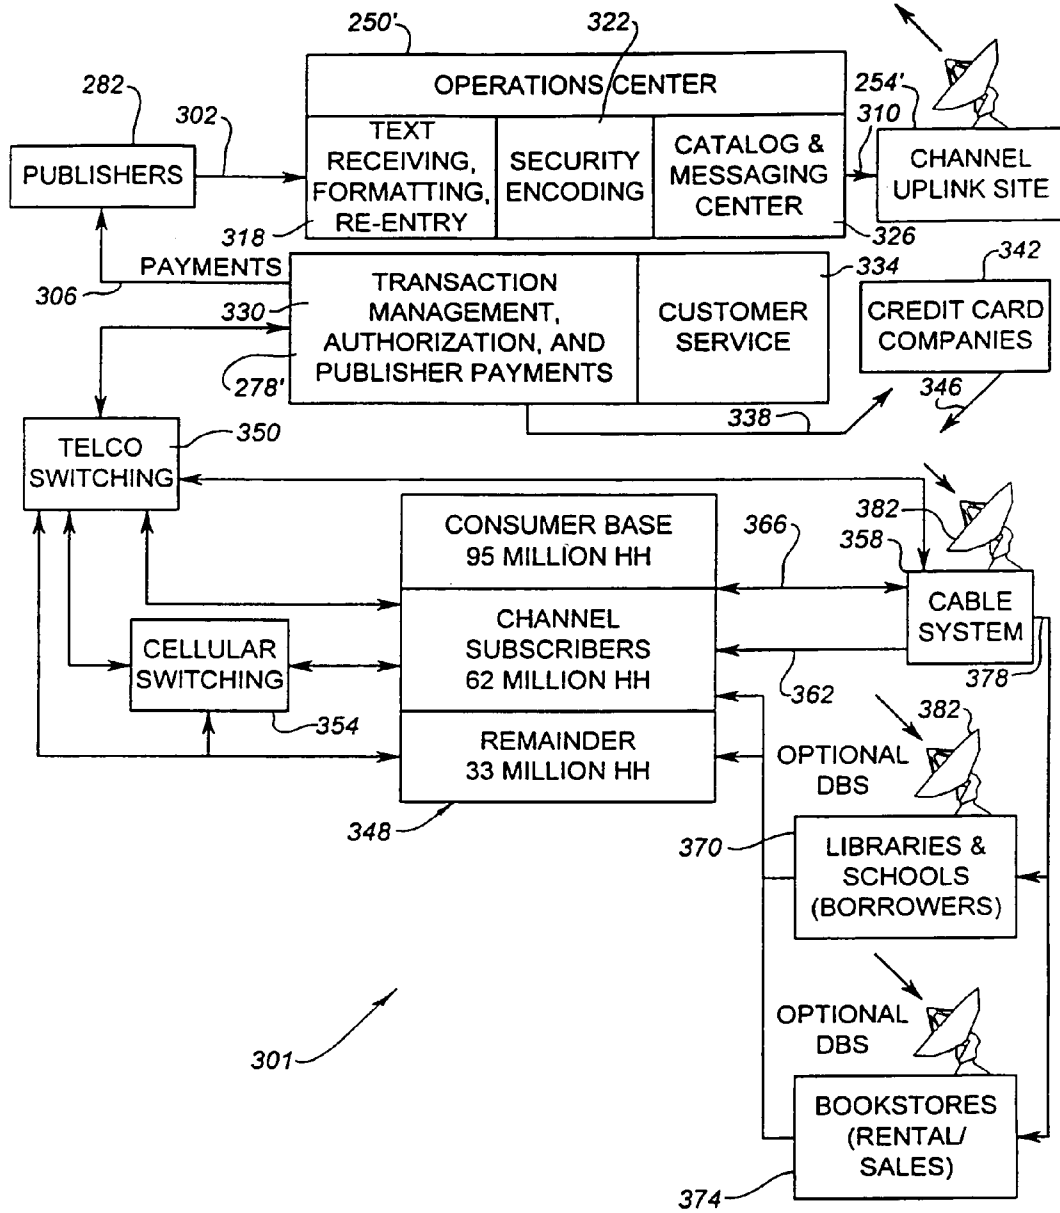 250'
322
282
302
OPERATIONS CENTER
TEXT
RECEIVING,
FORMATTING,
RE-ENTRY
318
SECURITY
ENCODING
CATALOG &
MESSAGING
CENTER
326
254'
310
CHANNEL
UPLINK SITE
PUBLISHERS
PAYMENTS
306
330
TRANSACTION
MANAGEMENT,
AUTHORIZATION, AND
PUBLISHER PAYMENTS
278'
334
CUSTOMER
SERVICE
342
CREDIT CARD
COMPANIES
346
338
TELCO
SWITCHING
350
CONSUMER BASE
95 MILLION HH
366
382
358
CABLE
SYSTEM
378
CHANNEL
SUBSCRIBERS
62 MILLION HH
362
CELLULAR
SWITCHING
354
REMAINDER
33 MILLION HH
348
382
OPTIONAL
DBS
370
LIBRARIES &
SCHOOLS
(BORROWERS)
OPTIONAL
DBS
301
BOOKSTORES
(RENTAL/
SALES)
374